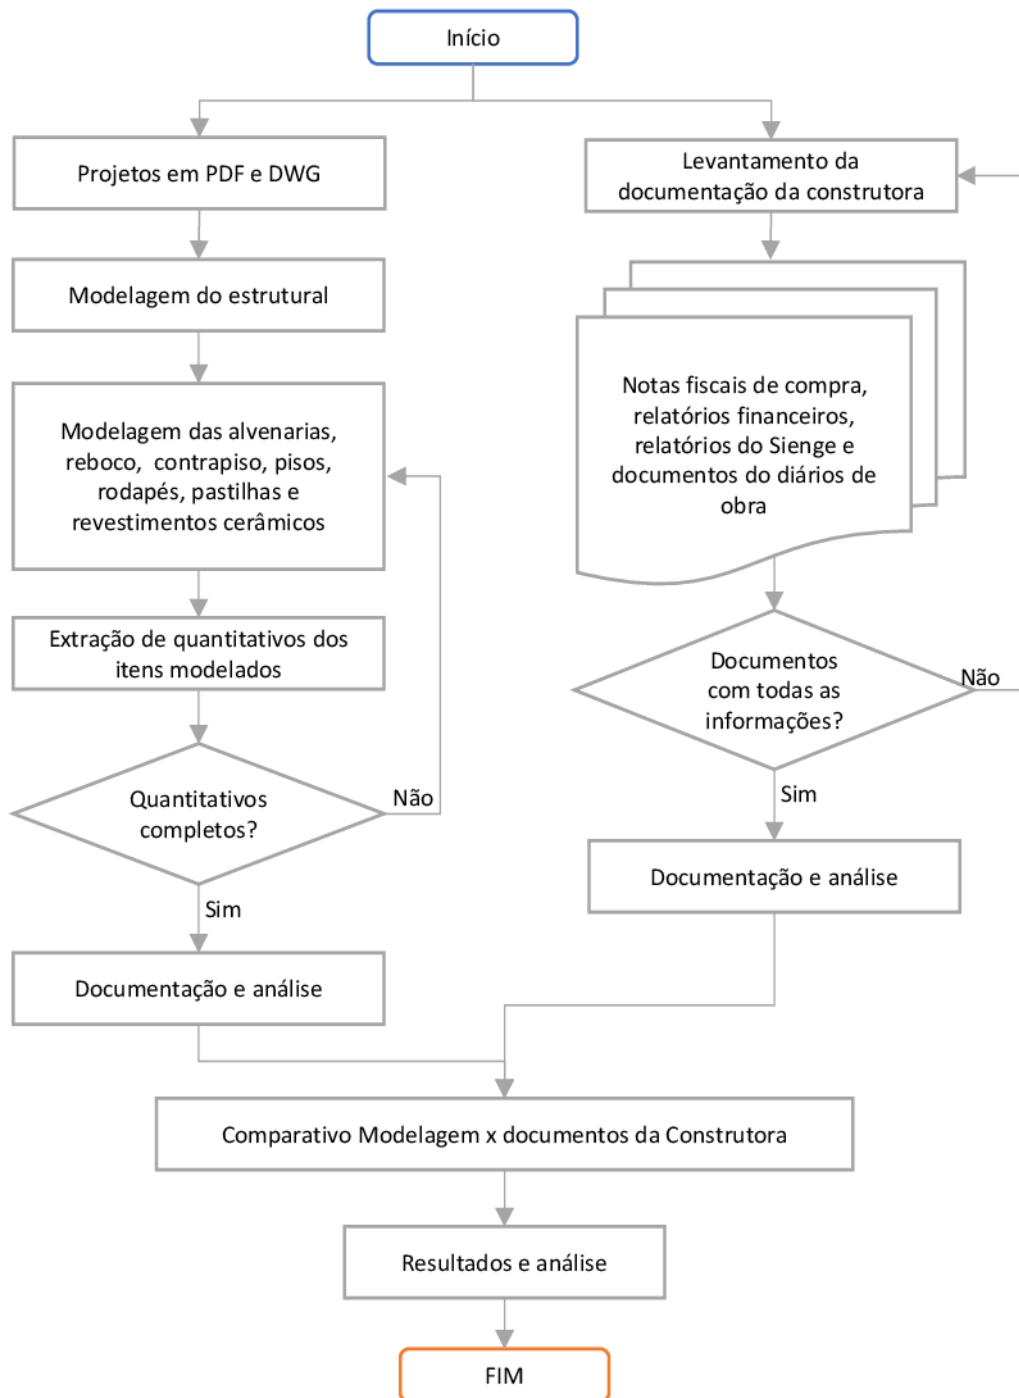 Início
Projetos em PDF e DWG
Modelagem do estrutural
Modelagem das alvenarias,
reboco, contrapiso, pisos,
rodapés, pastilhas e
revestimentos cerâmicos
Extração de quantitativos dos
itens modelados
Quantitativos
completos?
Não
Sim
Documentação e análise
Levantamento da
documentação da construtora
Notas fiscais de compra,
relatórios financeiros,
relatórios do Sienge e
documentos do diários de
obra
Documentos
com todas as
informações?
Não
Sim
Documentação e análise
Comparativo Modelagem x documentos da Construtora
Resultados e análise
FIM